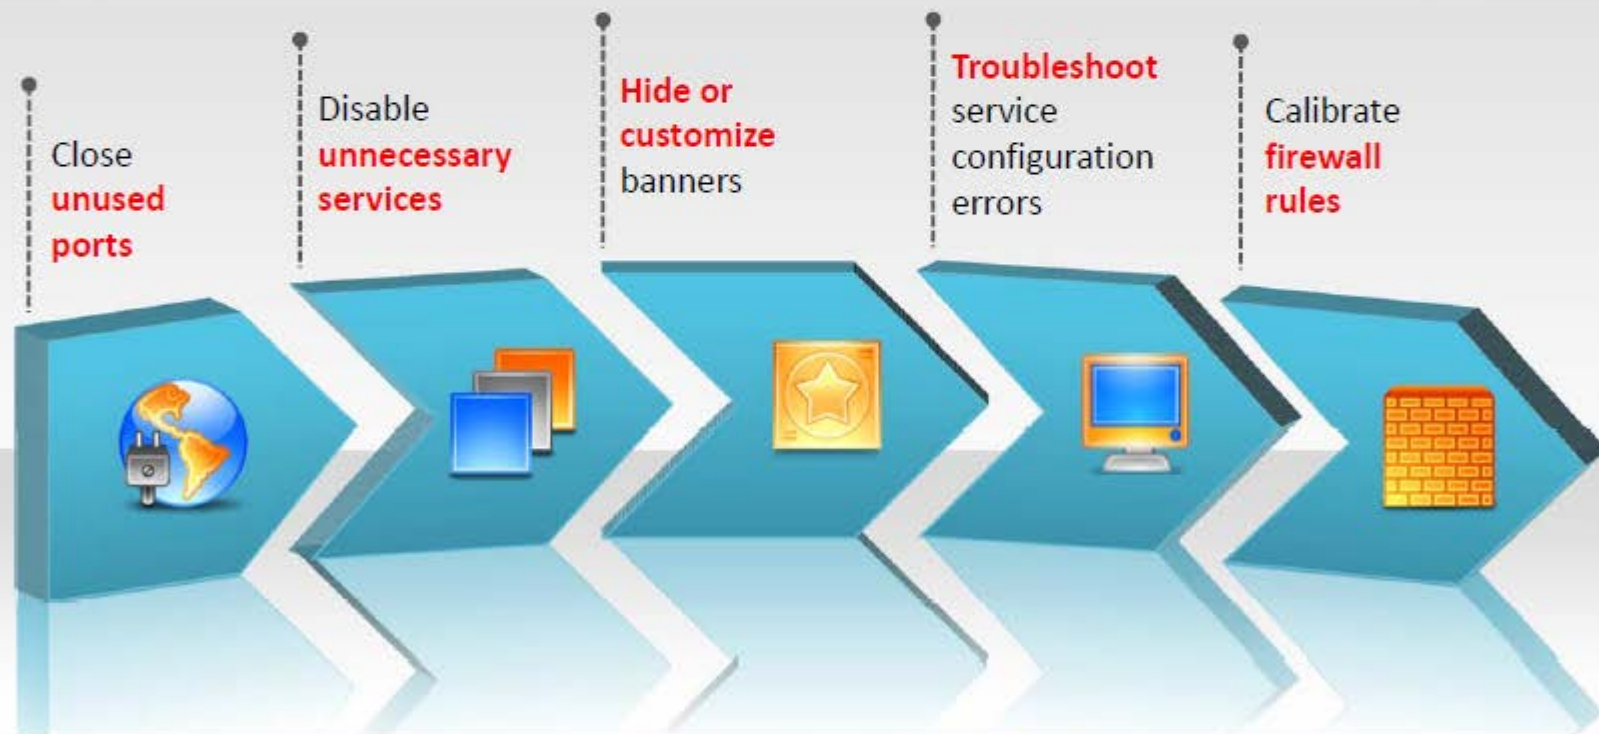 Close
unused
ports
Disable
unnecessary
services
Hide or
customize
banners
Troubleshoot
service
configuration
errors
Calibrate
firewall
rules